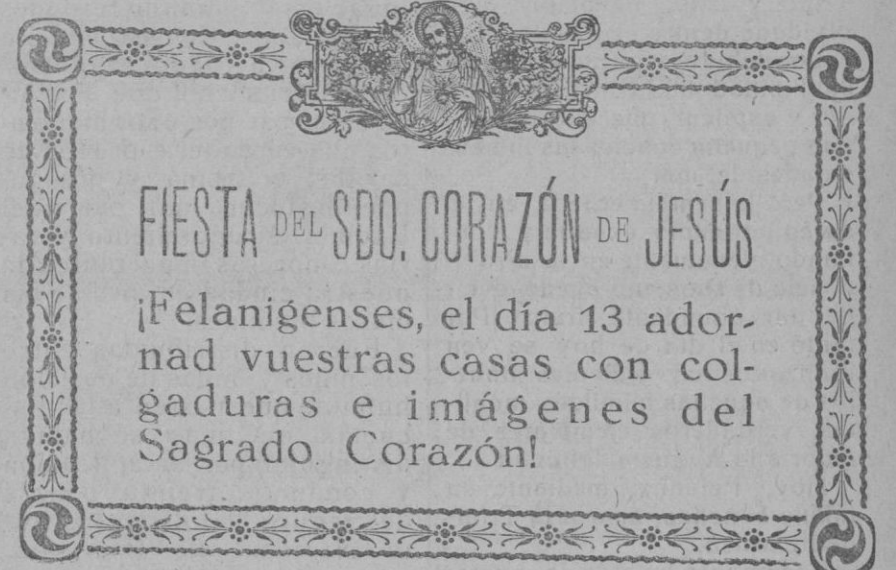 FIESTA DEL SDO. CORAZÓN DE JESÚS
¡Felanigenses, el día 13 ador-
nad vuestras casas con col-
gaduras e imágenes del
Sagrado Corazón!